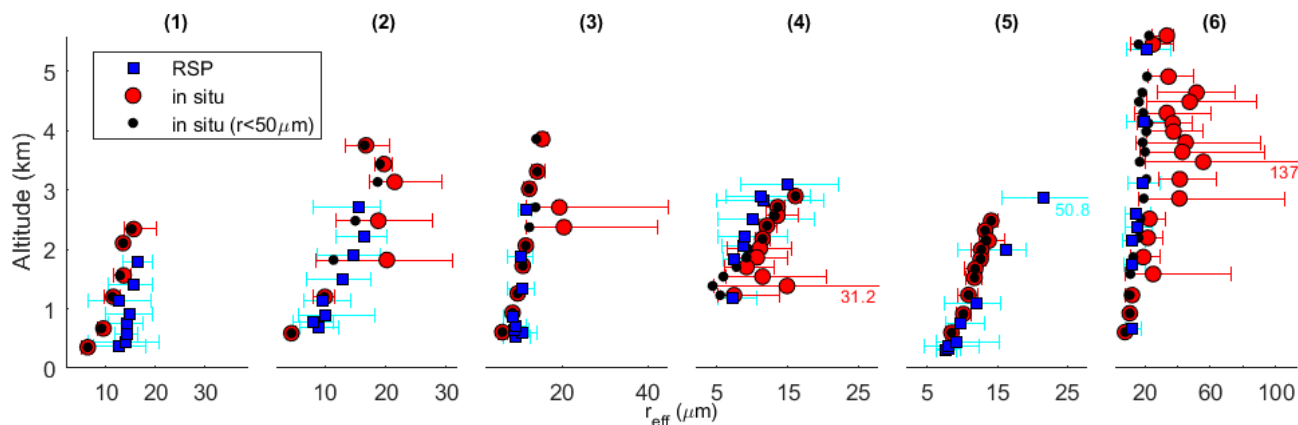 (1) (2) (3) (4) (5) (6)
RSP
in situ
in situ (r<50μm)
Altitude (km)
5
4
3
2
1
0
137
50.8
31.2
10 20 30 10 20 30 10 20 30 40 5 15 25 5 15 25 20 60 100
r_eff (μm)